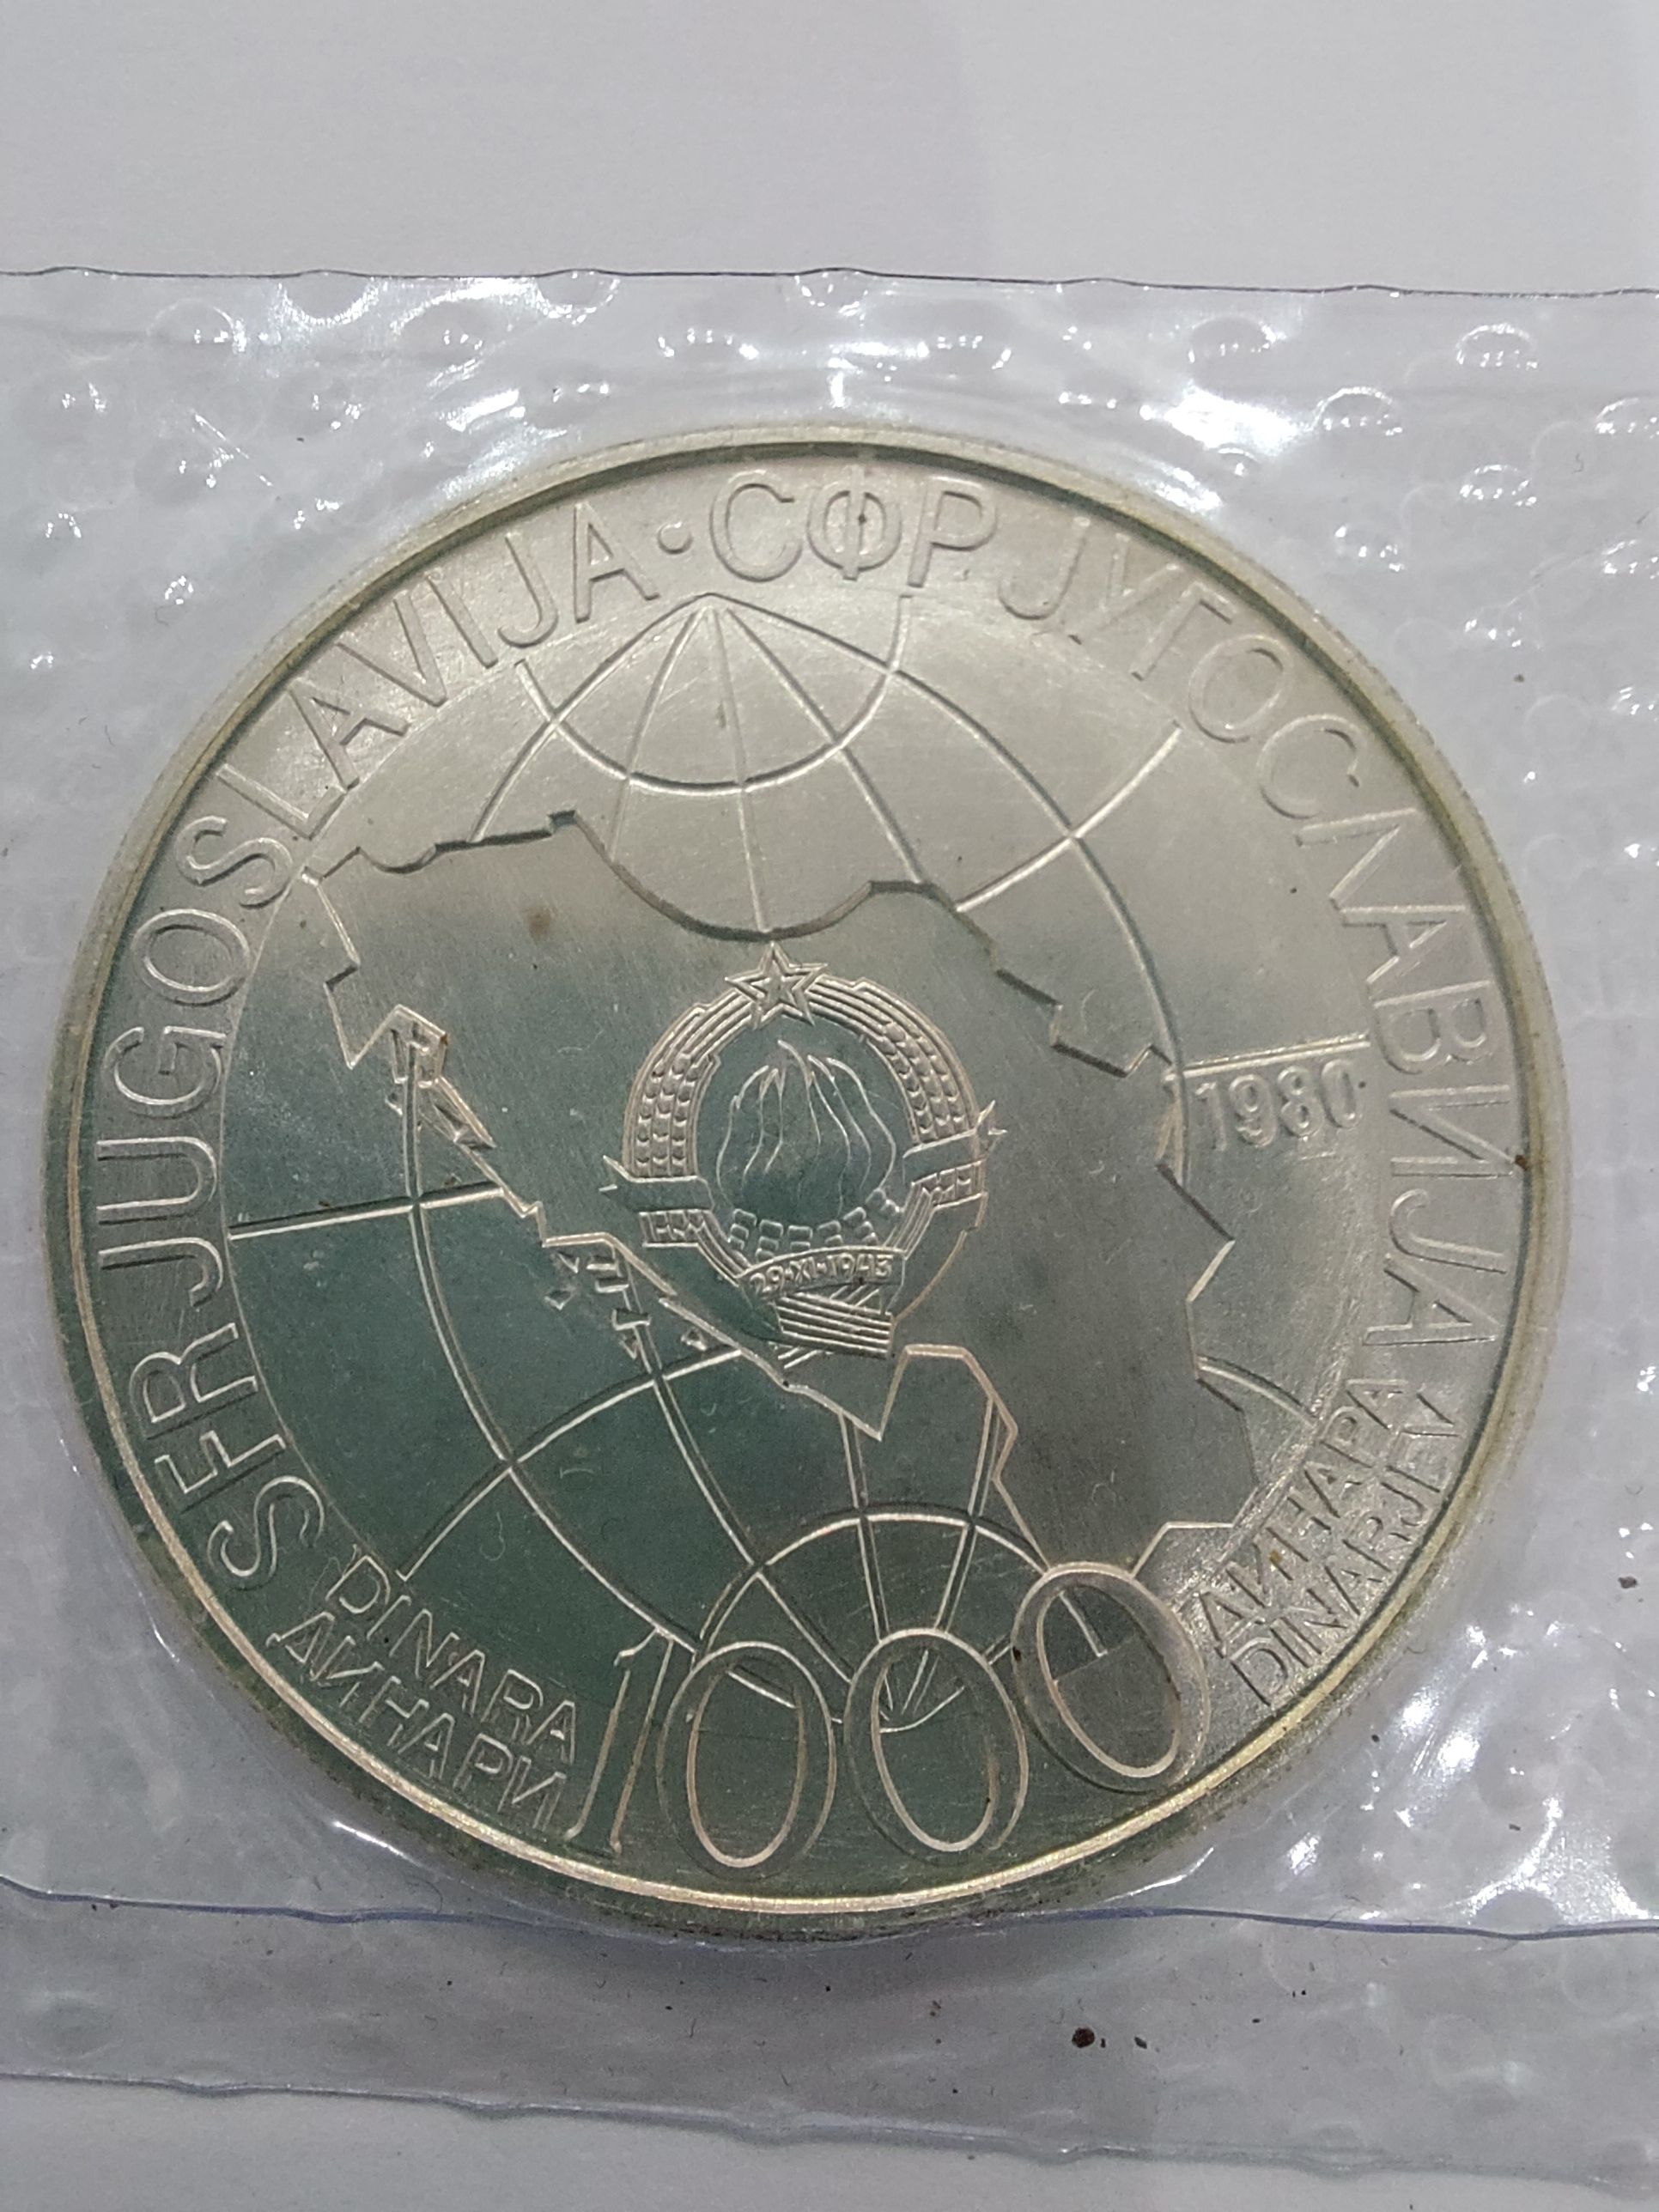 SFR JUGOSLAVIJA · СФР ЈУГОСЛАВИЈА
1980
29·XI·1943
DINARA
ДИНАРИ
1000
ДИНАРА
DINARJEV